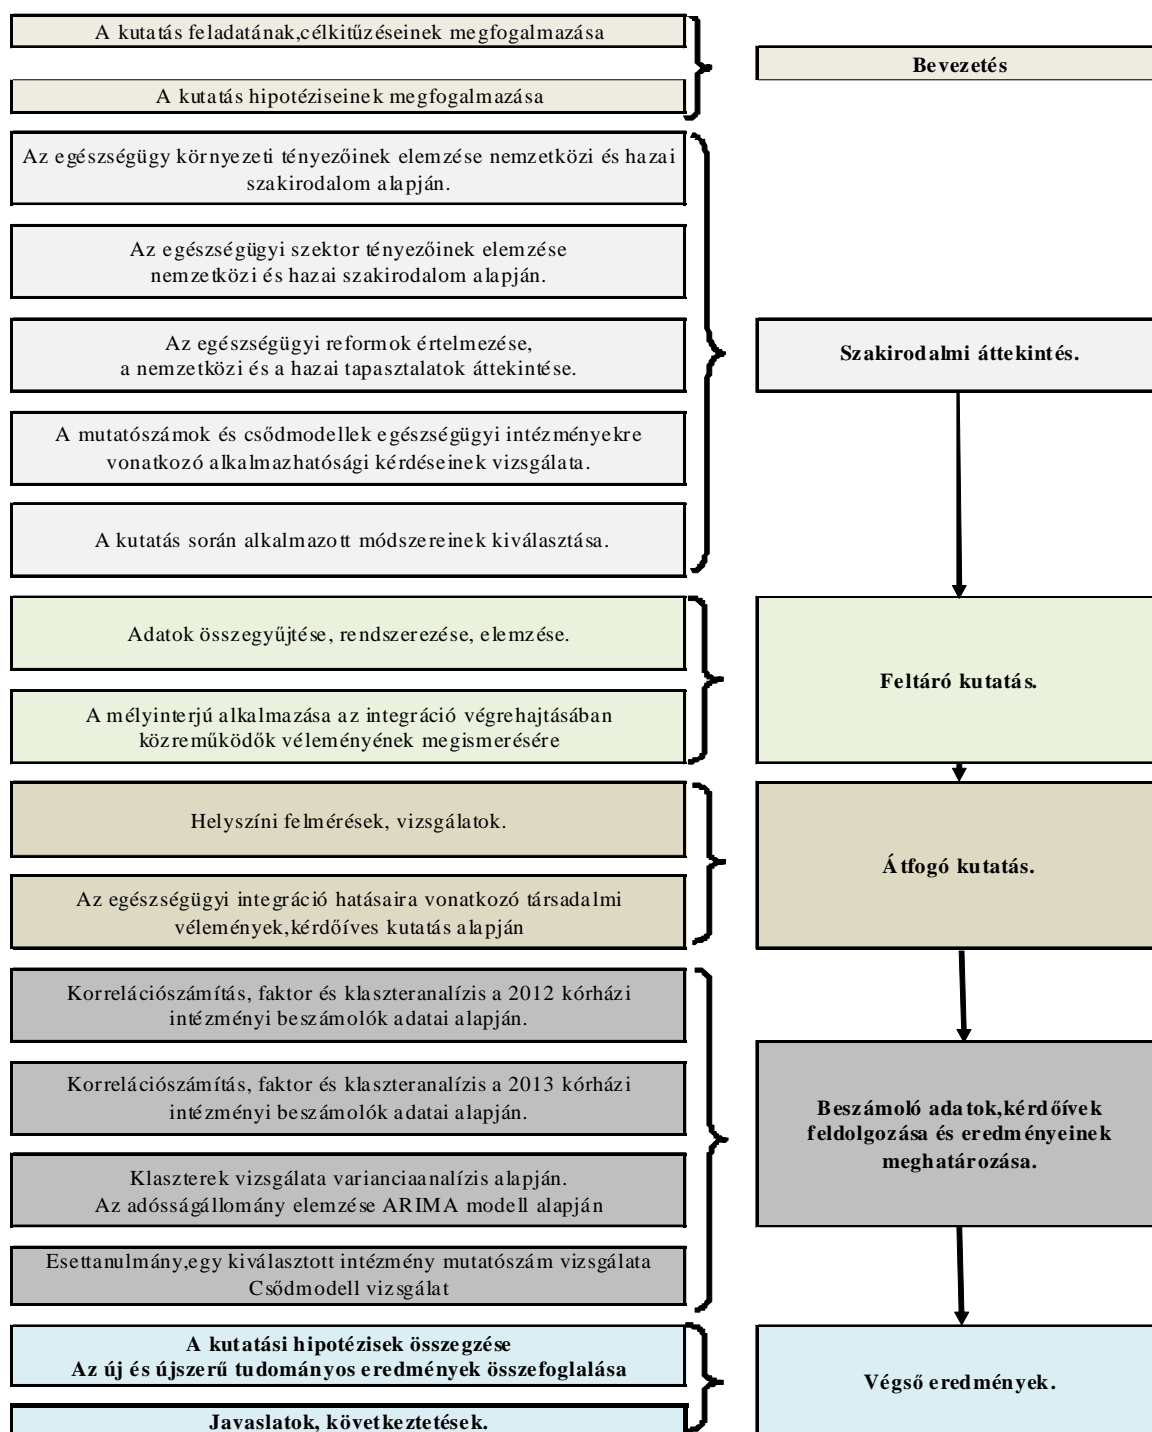 A kutatás feladatának,célkitűzéseinek megfogalmazása
Bevezetés
A kutatás hipotéziseinek megfogalmazása
Az egészségügy környezeti tényezőinek elemzése nemzetközi és hazai
szakirodalom alapján.
Az egészségügyi szektor tényezőinek elemzése
nemzetközi és hazai szakirodalom alapján.
Az egészségügyi reformok értelmezése,
a nemzetközi és a hazai tapasztalatok áttekintése.
Szakirodalmi áttekintés.
A mutatószámok és csődmodellek egészségügyi intézményekre
vonatkozó alkalmazhatósági kérdéseinek vizsgálata.
A kutatás során alkalmazott módszereinek kiválasztása.
Adatok összegyűjtése, rendszerezése, elemzése.
Feltáró kutatás.
A mélyinterjú alkalmazása az integráció végrehajtásában
közreműködők véleményének megismerésére
Helyszíni felmérések, vizsgálatok.
Átfogó kutatás.
Az egészségügyi integráció hatásaira vonatkozó társadalmi
vélemények,kérdőíves kutatás alapján
Korrelációszámítás, faktor és klaszteranalízis a 2012 kórházi
intézményi beszámolók adatai alapján.
Korrelációszámítás, faktor és klaszteranalízis a 2013 kórházi
intézményi beszámolók adatai alapján.
Beszámoló adatok,kérdőívek
feldolgozása és eredményeinek
meghatározása.
Klaszterek vizsgálata varianciaanalízis alapján.
Az adósságállomány elemzése ARIMA modell alapján
Esettanulmány,egy kiválasztott intézmény mutatószám vizsgálata
Csődmodell vizsgálat
A kutatási hipotézisek összegzése
Az új és újszerű tudományos eredmények összefoglalása
Végső eredmények.
Javaslatok, következtetések.